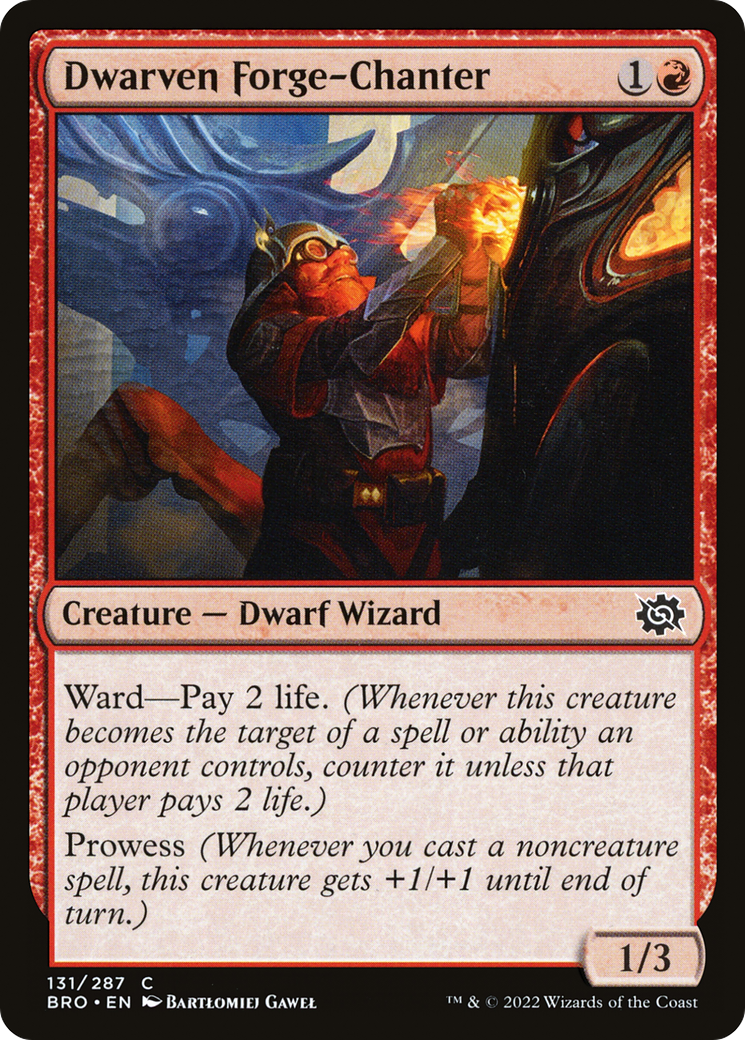 Dwarven Forge-Chanter 1
Creature — Dwarf Wizard
Ward—Pay 2 life. (Whenever this creature
becomes the target of a spell or ability an
opponent controls, counter it unless that
player pays 2 life.)
Prowess (Whenever you cast a noncreature
spell, this creature gets +1/+1 until end of
turn.)
1/3
131/287 C
BRO • EN Bartłomiej Gaweł
™ & © 2022 Wizards of the Coast